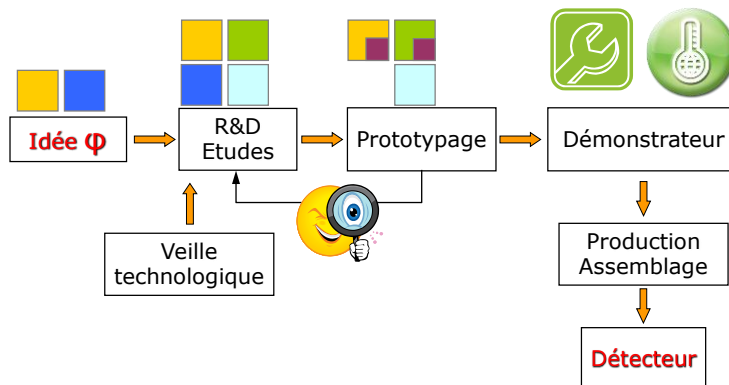 Idée φ
R&D
Etudes
Prototypage
Démonstrateur
Veille
technologique
Production
Assemblage
Détecteur